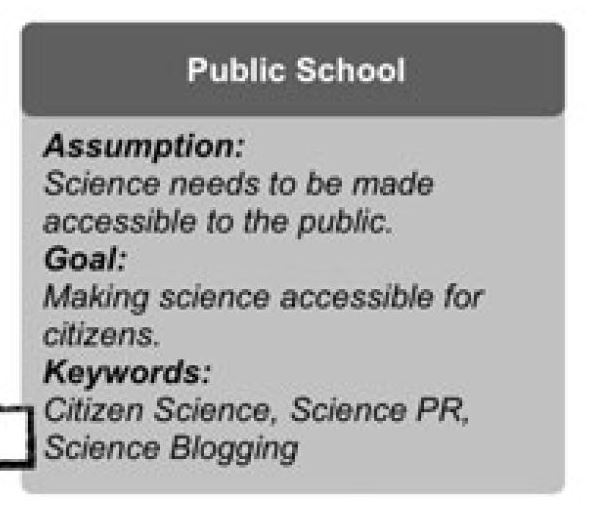 Public School
Assumption:
Science needs to be made
accessible to the public.
Goal:
Making science accessible for
citizens.
Keywords:
Citizen Science, Science PR,
Science Blogging